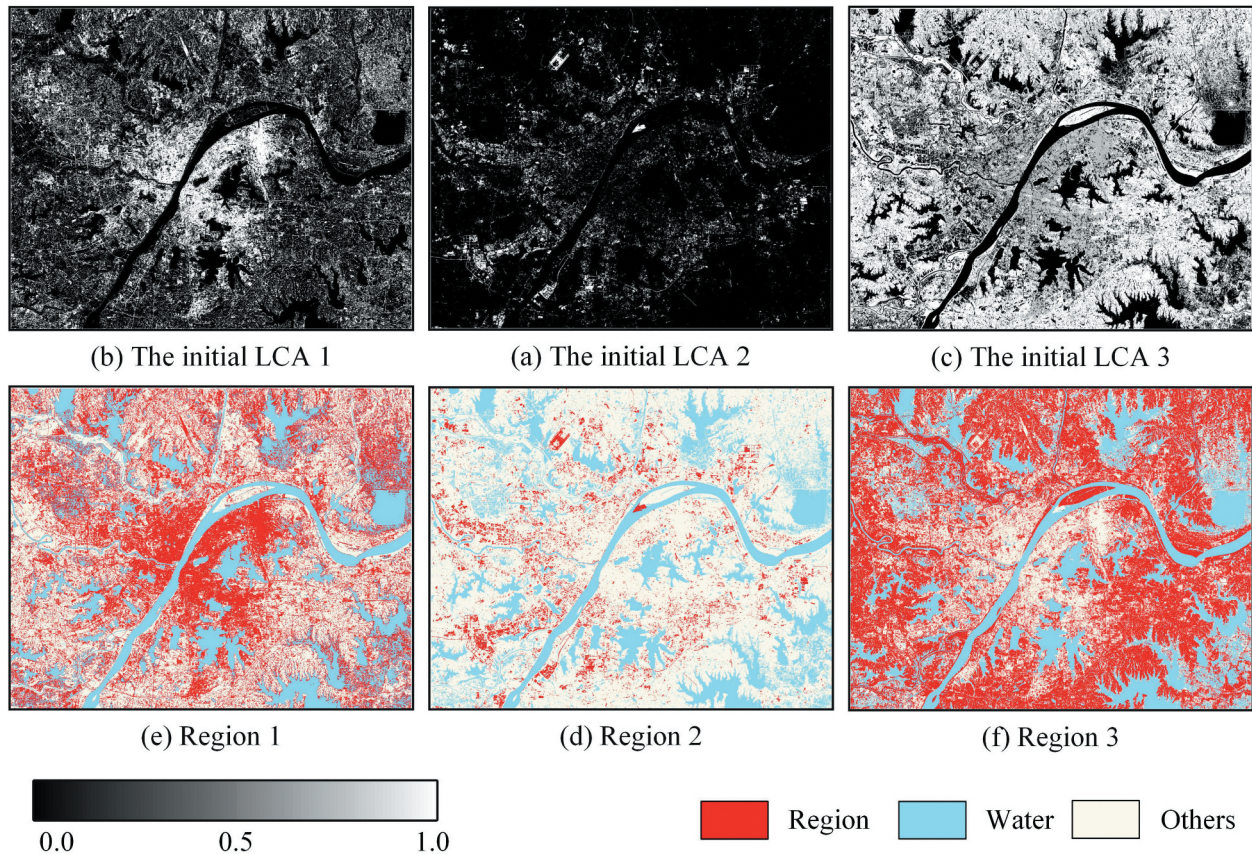 (b) The initial LCA 1
(a) The initial LCA 2
(c) The initial LCA 3
(e) Region 1
(d) Region 2
(f) Region 3
0.0 0.5 1.0
Region Water Others